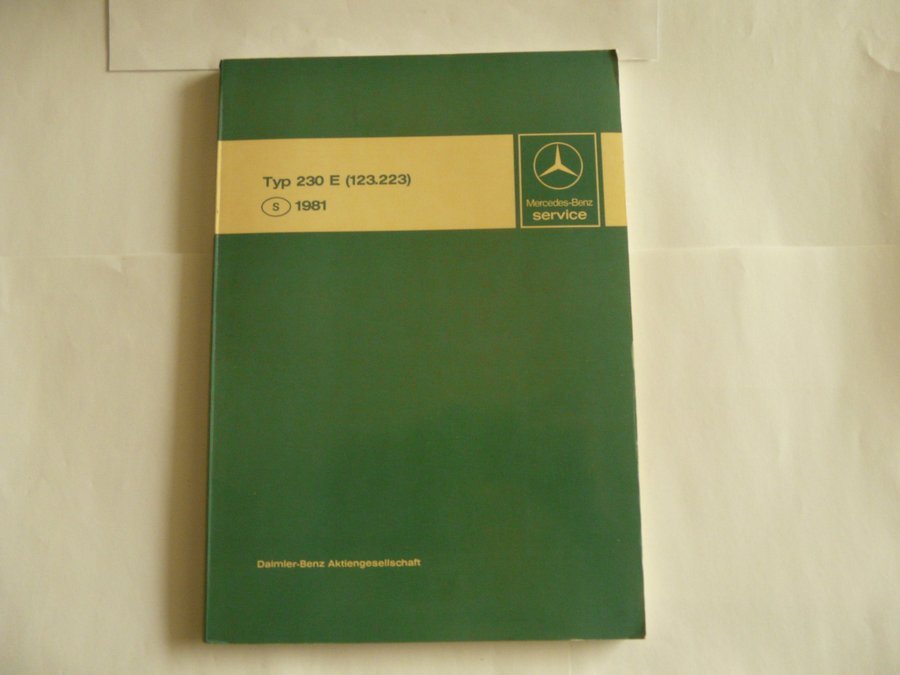 Typ 230 E (123.223)
S 1981
Mercedes-Benz
service
Daimler-Benz Aktiengesellschaft